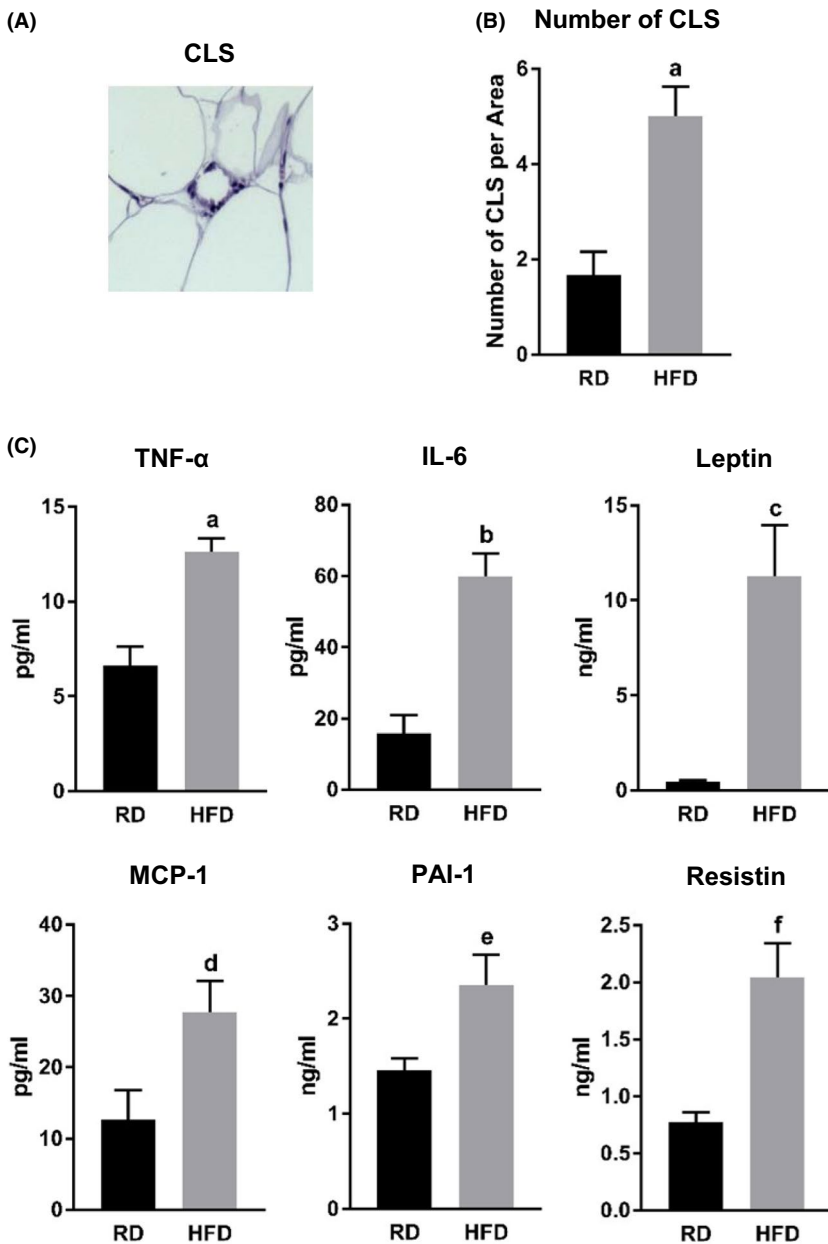 (A)
CLS
(B)
Number of CLS
Number of CLS per Area
6
4
2
0
a
RD HFD
(C)
TNF-α
pg/ml
15
10
5
0
a
RD HFD
IL-6
pg/ml
80
60
40
20
0
b
RD HFD
Leptin
ng/ml
15
10
5
0
c
RD HFD
MCP-1
pg/ml
40
30
20
10
0
d
RD HFD
PAI-1
ng/ml
3
2
1
0
e
RD HFD
Resistin
ng/ml
2.5
2.0
1.5
1.0
0.5
0.0
f
RD HFD